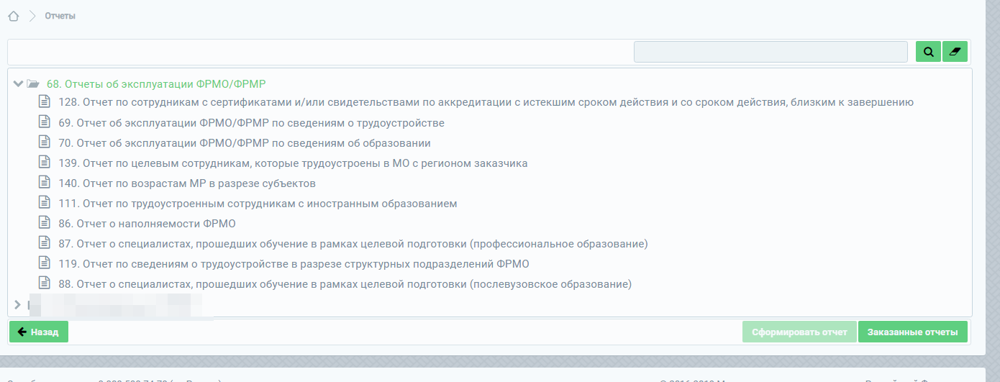 Отчеты
68. Отчеты об эксплуатации ФРМО/ФРМР
128. Отчет по сотрудникам с сертификатами и/или свидетельствами по аккредитации с истекшим сроком действия и со сроком действия, близким к завершению
69. Отчет об эксплуатации ФРМО/ФРМР по сведениям о трудоустройстве
70. Отчет об эксплуатации ФРМО/ФРМР по сведениям об образовании
139. Отчет по целевым сотрудникам, которые трудоустроены в МО с регионом заказчика
140. Отчет по возрастам МР в разрезе субъектов
111. Отчет по трудоустроенным сотрудникам с иностранным образованием
86. Отчет о наполняемости ФРМО
87. Отчет о специалистах, прошедших обучение в рамках целевой подготовки (профессиональное образование)
119. Отчет по сведениям о трудоустройстве в разрезе структурных подразделений ФРМО
88. Отчет о специалистах, прошедших обучение в рамках целевой подготовки (послевузовское образование)
Назад Сформировать отчет Заказанные отчеты